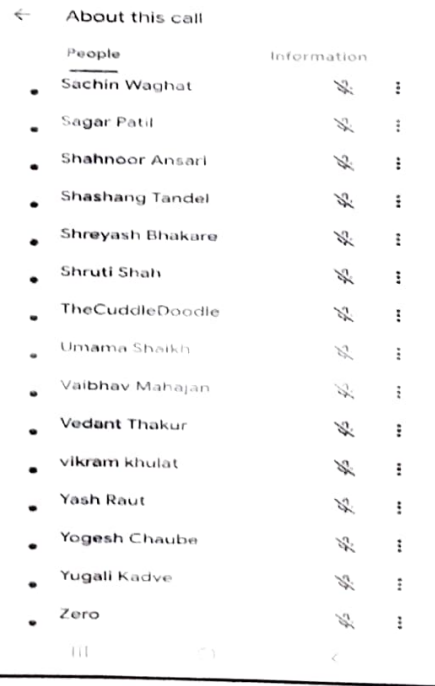 About this call
People Information
Sachin Waghat
Sagar Patil
Shahnoor Ansari
Shashang Tandel
Shreyash Bhakare
Shruti Shah
TheCuddleDoodle
Umama Shaikh
Vaibhav Mahajan
Vedant Thakur
vikram khulat
Yash Raut
Yogesh Chaube
Yugali Kadve
Zero